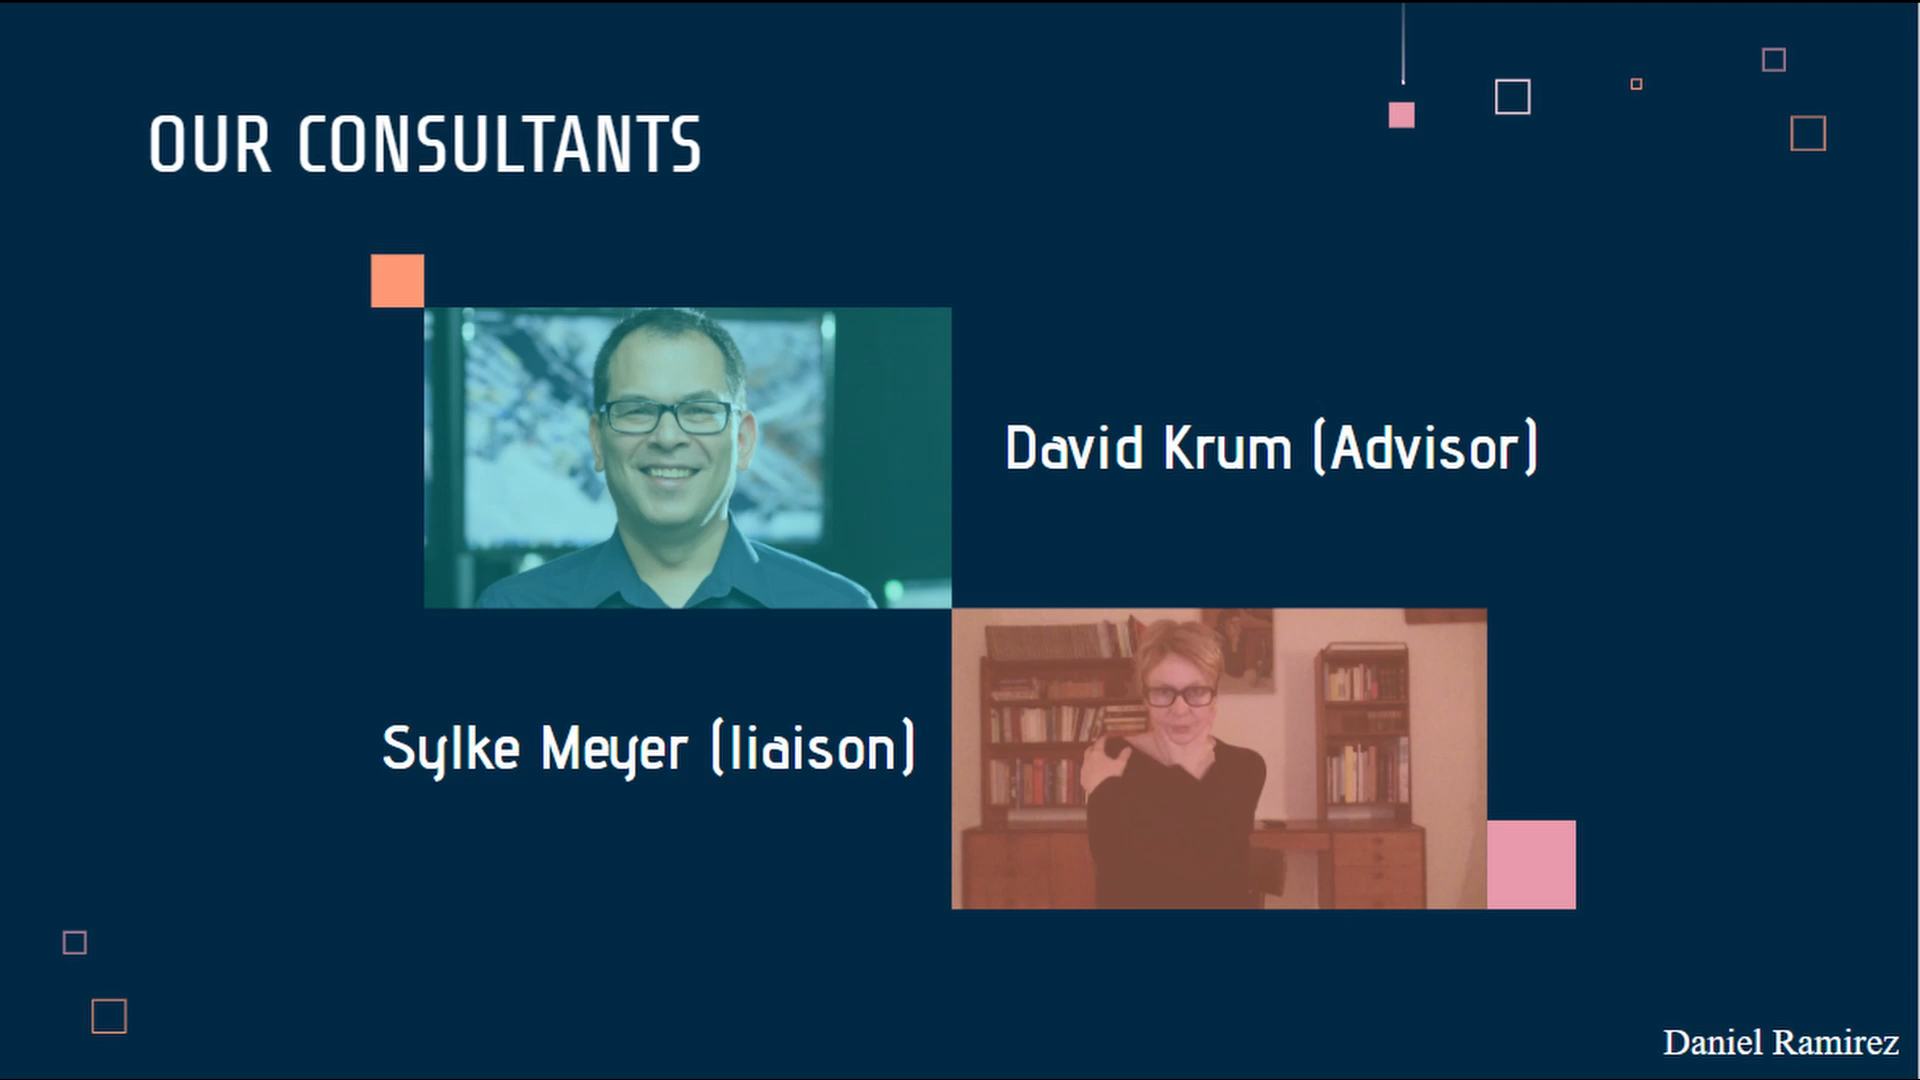 OUR CONSULTANTS
David Krum (Advisor)
Sylke Meyer (liaison)
Daniel Ramirez